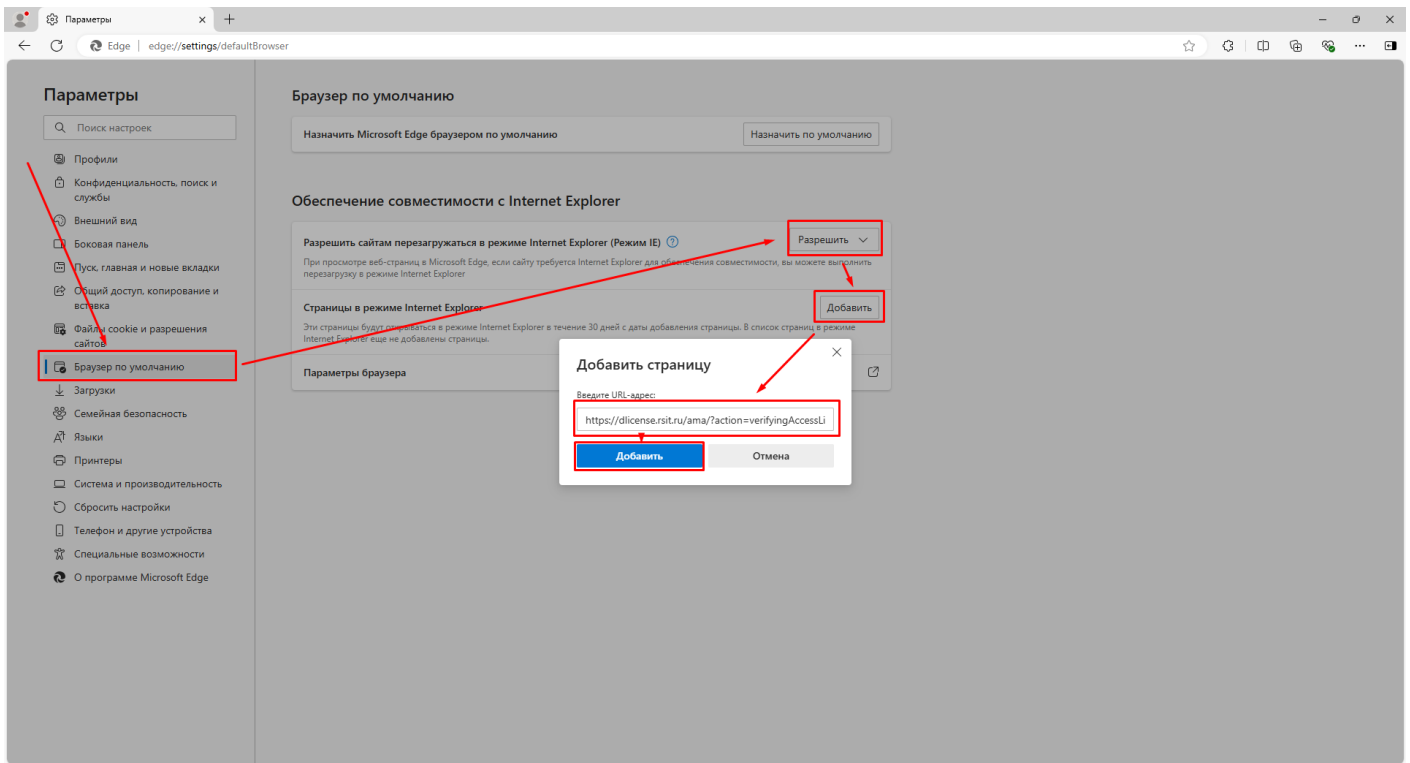 Параметры
Edge | edge://settings/defaultBrowser
Параметры
Поиск настроек
Профили
Конфиденциальность, поиск и
службы
Внешний вид
Боковая панель
Пуск, главная и новые вкладки
Общий доступ, копирование и
вставка
Файлы cookie и разрешения
сайтов
Браузер по умолчанию
Загрузки
Семейная безопасность
Языки
Принтеры
Система и производительность
Сбросить настройки
Телефон и другие устройства
Специальные возможности
О программе Microsoft Edge
Браузер по умолчанию
Назначить Microsoft Edge браузером по умолчанию
Назначить по умолчанию
Обеспечение совместимости с Internet Explorer
Разрешить сайтам перезагружаться в режиме Internet Explorer (Режим IE)
Разрешить
При просмотре веб-страниц в Microsoft Edge, если сайту требуется Internet Explorer для обеспечения совместимости, вы можете выполнить
перезагрузку в режиме Internet Explorer
Страницы в режиме Internet Explorer
Добавить
Эти страницы будут открываться в режиме Internet Explorer в течение 30 дней с даты добавления страницы. В список страниц в режиме
Internet Explorer еще не добавлены страницы.
Параметры браузера
Добавить страницу
Введите URL-адрес:
https://dlicense.rsit.ru/ama/?action=verifyingAccessLi
Добавить
Отмена